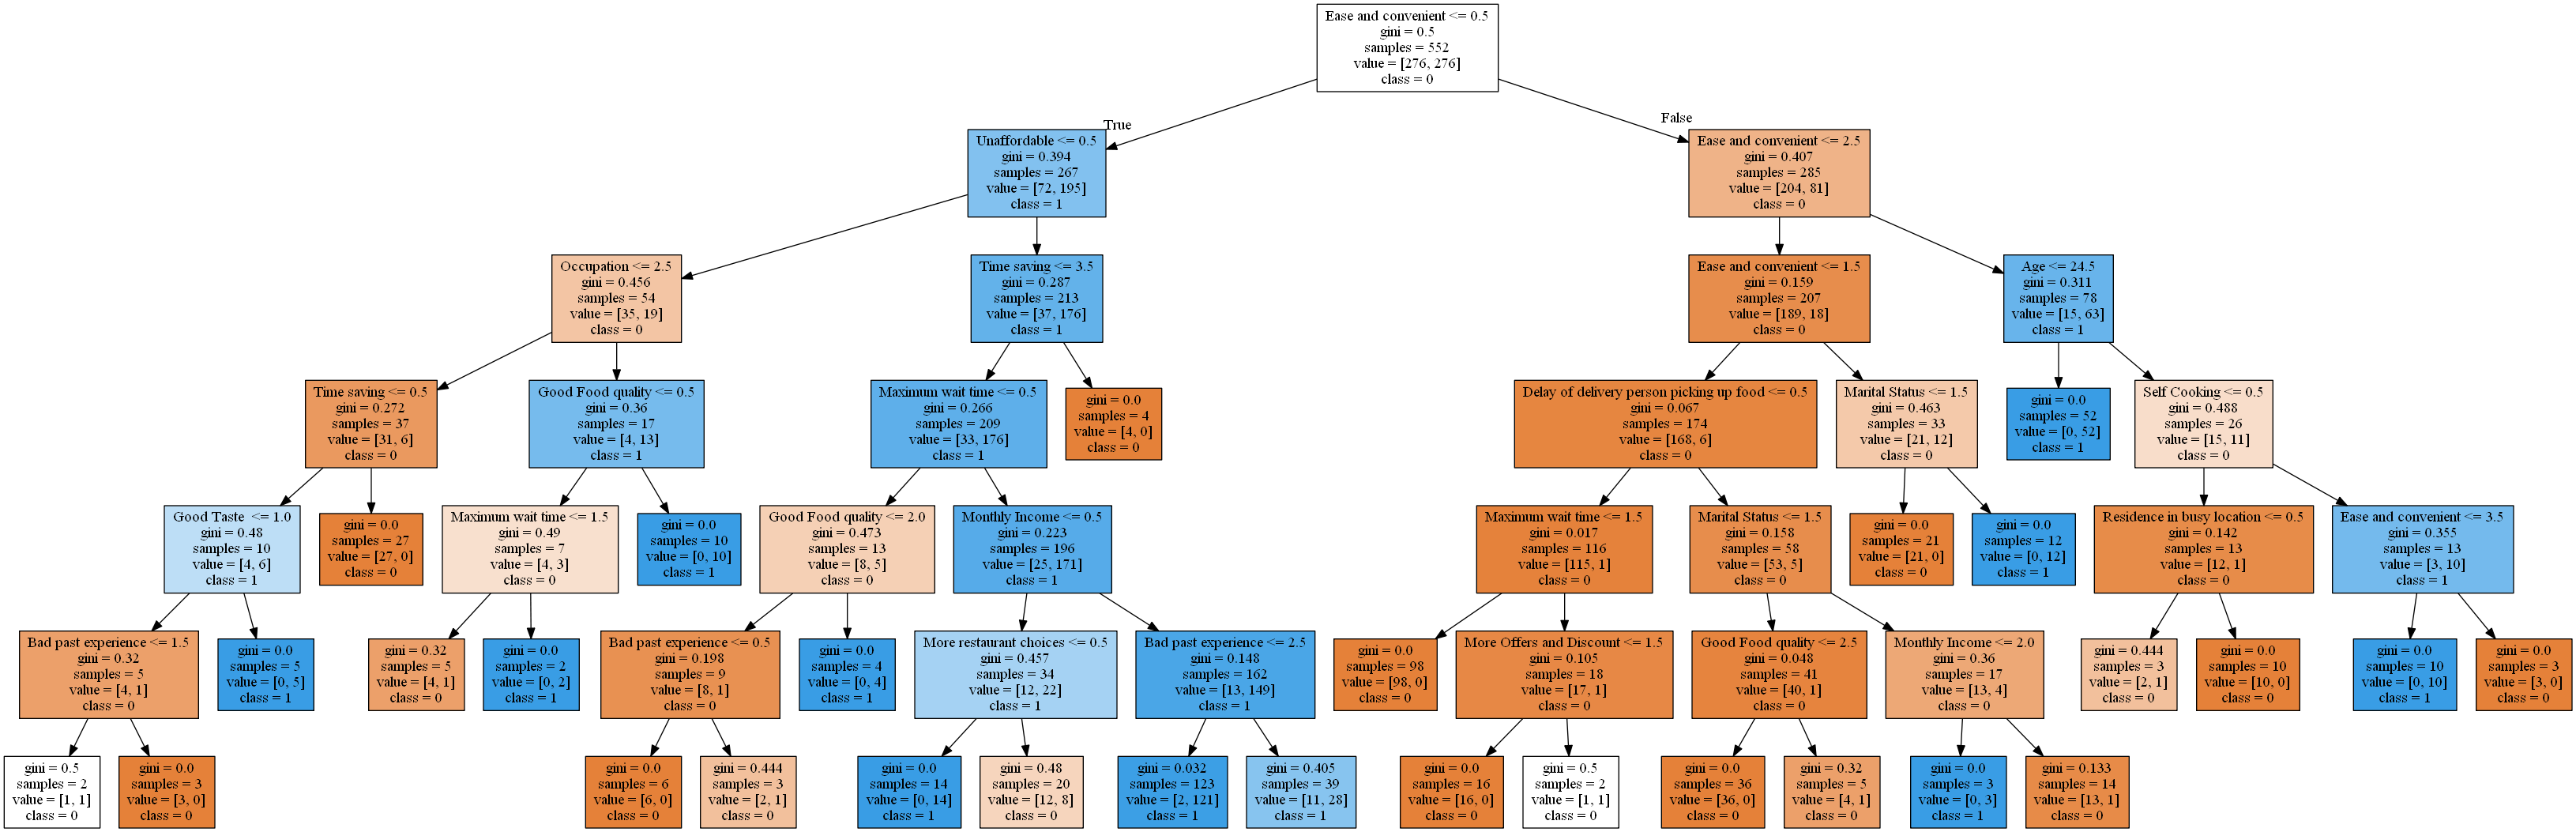 Ease and convenient <= 0.5
gini = 0.5
samples = 552
value = [276, 276]
class = 0
True
False
Unaffordable <= 0.5
gini = 0.394
samples = 267
value = [72, 195]
class = 1
Ease and convenient <= 2.5
gini = 0.407
samples = 285
value = [204, 81]
class = 0
Occupation <= 2.5
gini = 0.456
samples = 54
value = [35, 19]
class = 0
Time saving <= 3.5
gini = 0.287
samples = 213
value = [37, 176]
class = 1
Ease and convenient <= 1.5
gini = 0.159
samples = 207
value = [189, 18]
class = 0
Age <= 24.5
gini = 0.311
samples = 78
value = [15, 63]
class = 1
Time saving <= 0.5
gini = 0.272
samples = 37
value = [31, 6]
class = 0
Good Food quality <= 0.5
gini = 0.36
samples = 17
value = [4, 13]
class = 1
Maximum wait time <= 0.5
gini = 0.266
samples = 209
value = [33, 176]
class = 1
gini = 0.0
samples = 4
value = [4, 0]
class = 0
Delay of delivery person picking up food <= 0.5
gini = 0.067
samples = 174
value = [168, 6]
class = 0
Marital Status <= 1.5
gini = 0.463
samples = 33
value = [21, 12]
class = 0
gini = 0.0
samples = 52
value = [0, 52]
class = 1
Self Cooking <= 0.5
gini = 0.488
samples = 26
value = [15, 11]
class = 0
Good Taste  <= 1.0
gini = 0.48
samples = 10
value = [4, 6]
class = 1
gini = 0.0
samples = 27
value = [27, 0]
class = 0
Maximum wait time <= 1.5
gini = 0.49
samples = 7
value = [4, 3]
class = 0
gini = 0.0
samples = 10
value = [0, 10]
class = 1
Good Food quality <= 2.0
gini = 0.473
samples = 13
value = [8, 5]
class = 0
Monthly Income <= 0.5
gini = 0.223
samples = 196
value = [25, 171]
class = 1
Maximum wait time <= 1.5
gini = 0.017
samples = 116
value = [115, 1]
class = 0
Marital Status <= 1.5
gini = 0.158
samples = 58
value = [53, 5]
class = 0
gini = 0.0
samples = 21
value = [21, 0]
class = 0
gini = 0.0
samples = 12
value = [0, 12]
class = 1
Residence in busy location <= 0.5
gini = 0.142
samples = 13
value = [12, 1]
class = 0
Ease and convenient <= 3.5
gini = 0.355
samples = 13
value = [3, 10]
class = 1
Bad past experience <= 1.5
gini = 0.32
samples = 5
value = [4, 1]
class = 0
gini = 0.0
samples = 5
value = [0, 5]
class = 1
gini = 0.32
samples = 5
value = [4, 1]
class = 0
gini = 0.0
samples = 2
value = [0, 2]
class = 1
Bad past experience <= 0.5
gini = 0.198
samples = 9
value = [8, 1]
class = 0
gini = 0.0
samples = 4
value = [0, 4]
class = 1
More restaurant choices <= 0.5
gini = 0.457
samples = 34
value = [12, 22]
class = 1
Bad past experience <= 2.5
gini = 0.148
samples = 162
value = [13, 149]
class = 1
gini = 0.0
samples = 98
value = [98, 0]
class = 0
More Offers and Discount <= 1.5
gini = 0.105
samples = 18
value = [17, 1]
class = 0
Good Food quality <= 2.5
gini = 0.048
samples = 41
value = [40, 1]
class = 0
Monthly Income <= 2.0
gini = 0.36
samples = 17
value = [13, 4]
class = 0
gini = 0.444
samples = 3
value = [2, 1]
class = 0
gini = 0.0
samples = 10
value = [10, 0]
class = 0
gini = 0.0
samples = 10
value = [0, 10]
class = 1
gini = 0.0
samples = 3
value = [3, 0]
class = 0
gini = 0.5
samples = 2
value = [1, 1]
class = 0
gini = 0.0
samples = 3
value = [3, 0]
class = 0
gini = 0.0
samples = 6
value = [6, 0]
class = 0
gini = 0.444
samples = 3
value = [2, 1]
class = 0
gini = 0.0
samples = 14
value = [0, 14]
class = 1
gini = 0.48
samples = 20
value = [12, 8]
class = 0
gini = 0.032
samples = 123
value = [2, 121]
class = 1
gini = 0.405
samples = 39
value = [11, 28]
class = 1
gini = 0.0
samples = 16
value = [16, 0]
class = 0
gini = 0.5
samples = 2
value = [1, 1]
class = 0
gini = 0.0
samples = 36
value = [36, 0]
class = 0
gini = 0.32
samples = 5
value = [4, 1]
class = 0
gini = 0.0
samples = 3
value = [0, 3]
class = 1
gini = 0.133
samples = 14
value = [13, 1]
class = 0